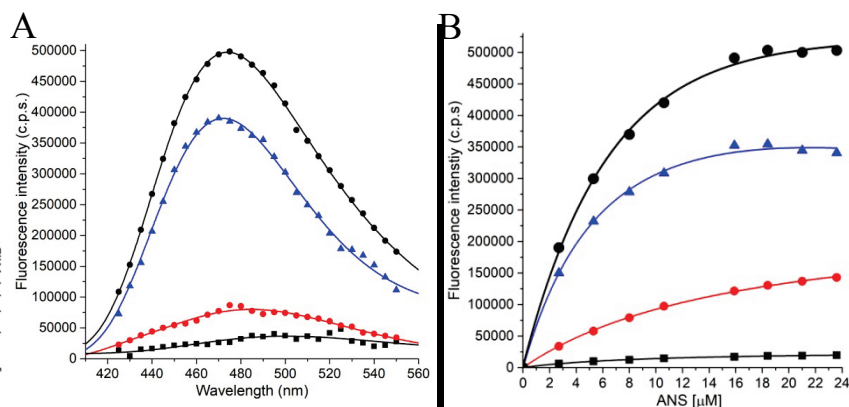 A
Fluorescence intensity (c.p.s.)
500000
450000
400000
350000
300000
250000
200000
150000
100000
50000
0
420 440 460 480 500 520 540 560
Wavelength (nm)
B
Fluorescence intenstiy (c.p.s)
500000
450000
400000
350000
300000
250000
200000
150000
100000
50000
0
0 2 4 6 8 10 12 14 16 18 20 22 24
ANS [µM]